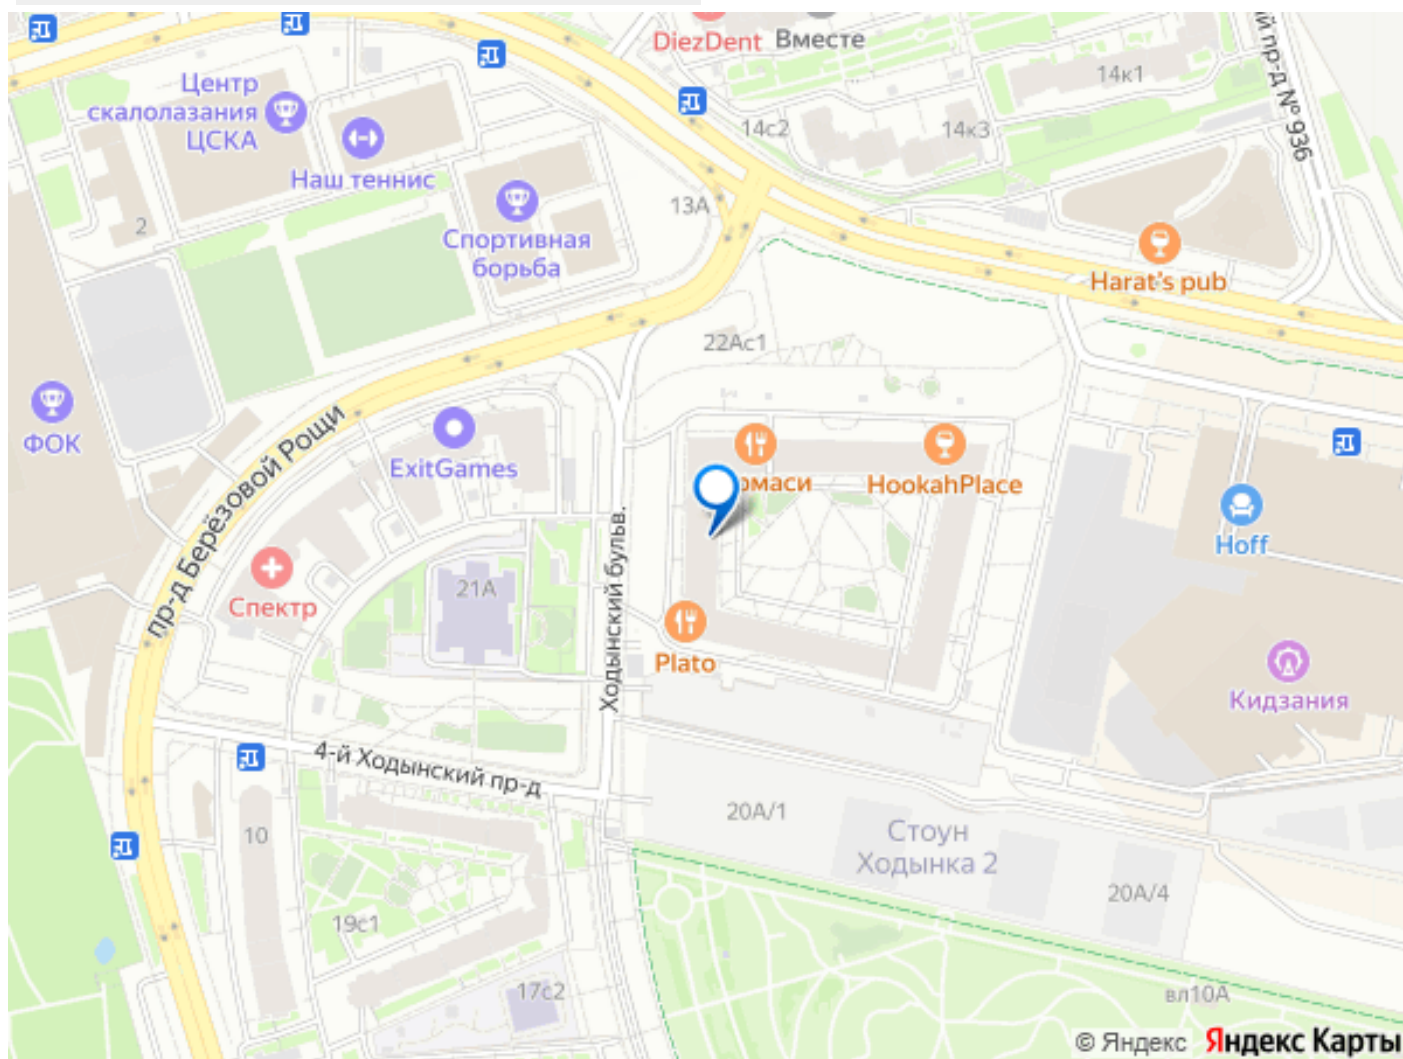 DiezDent
Вместе
Центр
скалолазания
ЦСКА
14к1
14с2
14к3
й пр-д № 936
Наш теннис
13А
2
Спортивная
борьба
Harat's pub
22Ас1
ФОК
ExitGames
пр-д Берёзовой Рощи
омаси
HookahPlace
Hoff
Ходынский бульв.
Спектр
21А
Plato
Кидзания
4-й Ходынский пр-д
10
20А/1
Стоун
Ходынка 2
20А/4
19с1
17с2
вл10А
© Яндекс Яндекс Карты